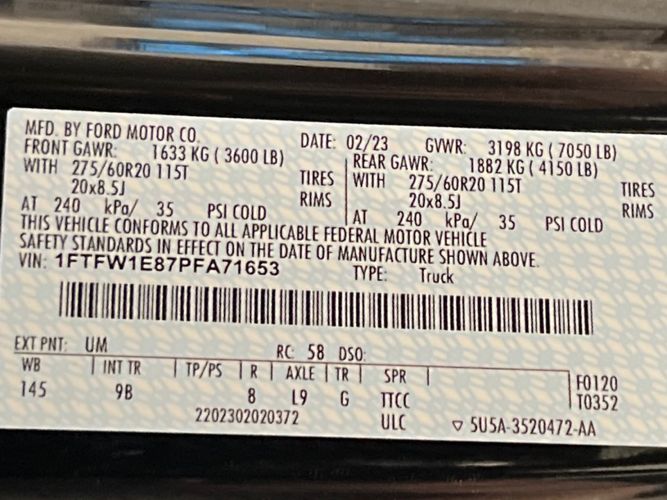 MFD. BY FORD MOTOR CO. DATE: 02/23 GVWR: 3198 KG ( 7050 LB)
FRONT GAWR: 1633 KG ( 3600 LB) REAR GAWR: 1882 KG ( 4150 LB)
WITH 275/60R20 115T TIRES WITH 275/60R20 115T TIRES
20x8.5J RIMS 20x8.5J RIMS
AT 240 kPa/ 35 PSI COLD AT 240 kPa/ 35 PSI COLD
THIS VEHICLE CONFORMS TO ALL APPLICABLE FEDERAL MOTOR VEHICLE
SAFETY STANDARDS IN EFFECT ON THE DATE OF MANUFACTURE SHOWN ABOVE.
VIN: 1FTFW1E87PFA71653 TYPE: Truck
EXT PNT: UM RC: 58 DSO:
WB INT TR TP/PS R AXLE TR SPR F0120
145 9B 8 L9 G TTCC T0352
2202302020372 ULC ▽ 5U5A-3520472-AA